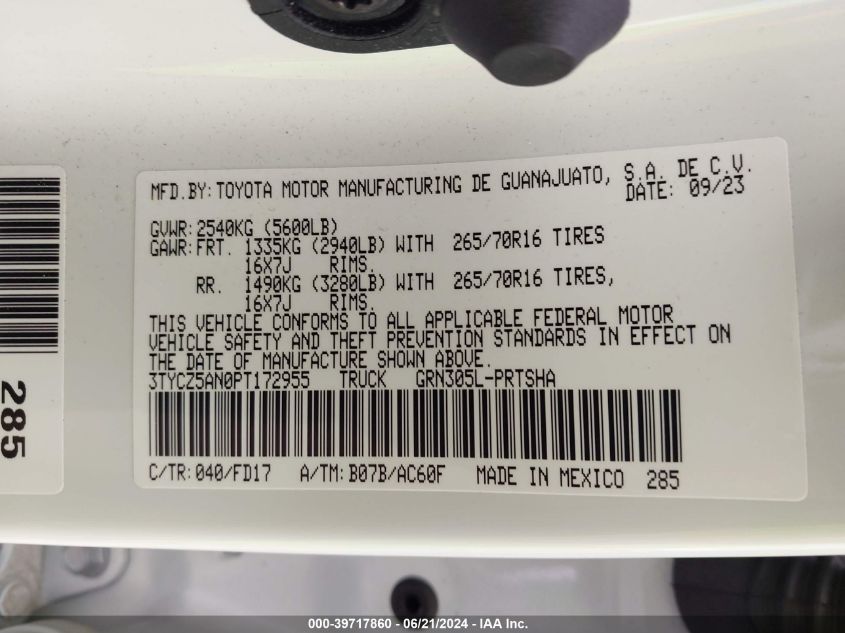 MFD.BY: TOYOTA MOTOR MANUFACTURING DE GUANAJUATO, S.A. DE C.V.
DATE: 09/23
GVWR: 2540KG (5600LB)
GAWR: FRT. 1335KG (2940LB) WITH 265/70R16 TIRES
16X7J RIMS.
RR. 1490KG (3280LB) WITH 265/70R16 TIRES,
16X7J RIMS.
THIS VEHICLE CONFORMS TO ALL APPLICABLE FEDERAL MOTOR
VEHICLE SAFETY AND THEFT PREVENTION STANDARDS IN EFFECT ON
THE DATE OF MANUFACTURE SHOWN ABOVE.
3TYCZ5AN0PT172955 TRUCK GRN305L-PRTSHA
C/TR: 040/FD17 A/TM: B07B/AC60F MADE IN MEXICO 285
285
000-39717860 - 06/21/2024 - IAA Inc.